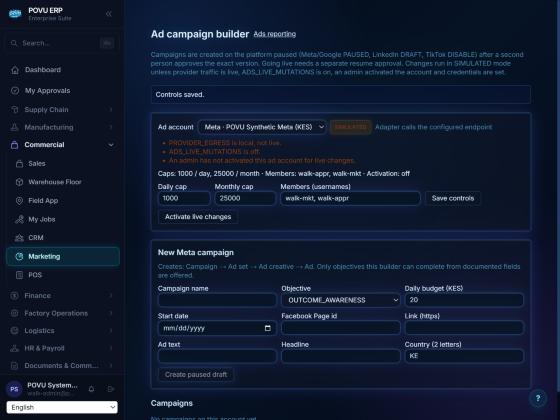 POVU ERP
Enterprise Suite
Search...
Dashboard
My Approvals
Supply Chain
Manufacturing
Commercial
Sales
Warehouse Floor
Field App
My Jobs
CRM
Marketing
POS
Finance
Factory Operations
Logistics
HR & Payroll
Documents & Comm...
PS
POVU System...
English
Ad campaign builder Ads reporting
Campaigns are created on the platform paused (Meta/Google PAUSED, LinkedIn DRAFT, TikTok DISABLE) after a second
person approves the exact version. Going live needs a separate resume approval. Changes run in SIMULATED mode
unless provider traffic is live, ADS_LIVE_MUTATIONS is on, an admin activated the account and credentials are set.
Controls saved.
Ad account Meta · POVU Synthetic Meta (KES) SIMULATED Adapter calls the configured endpoint
• PROVIDER_EGRESS is local, not live.
• ADS_LIVE_MUTATIONS is off.
• An admin has not activated this ad account for live changes.
Caps: 1000 / day, 25000 / month · Members: walk-appr, walk-mkt · Activation: off
Daily cap Monthly cap Members (usernames)
1000 25000 walk-mkt, walk-appr Save controls
Activate live changes
New Meta campaign
Creates: Campaign → Ad set → Ad creative → Ad. Only objectives this builder can complete from documented fields
are offered.
Campaign name Objective Daily budget (KES)
OUTCOME_AWARENESS 20
Start date Facebook Page id Link (https)
mm/dd/yyyy
Ad text Headline Country (2 letters)
KE
Create paused draft
Campaigns
No campaigns on this account yet.
?